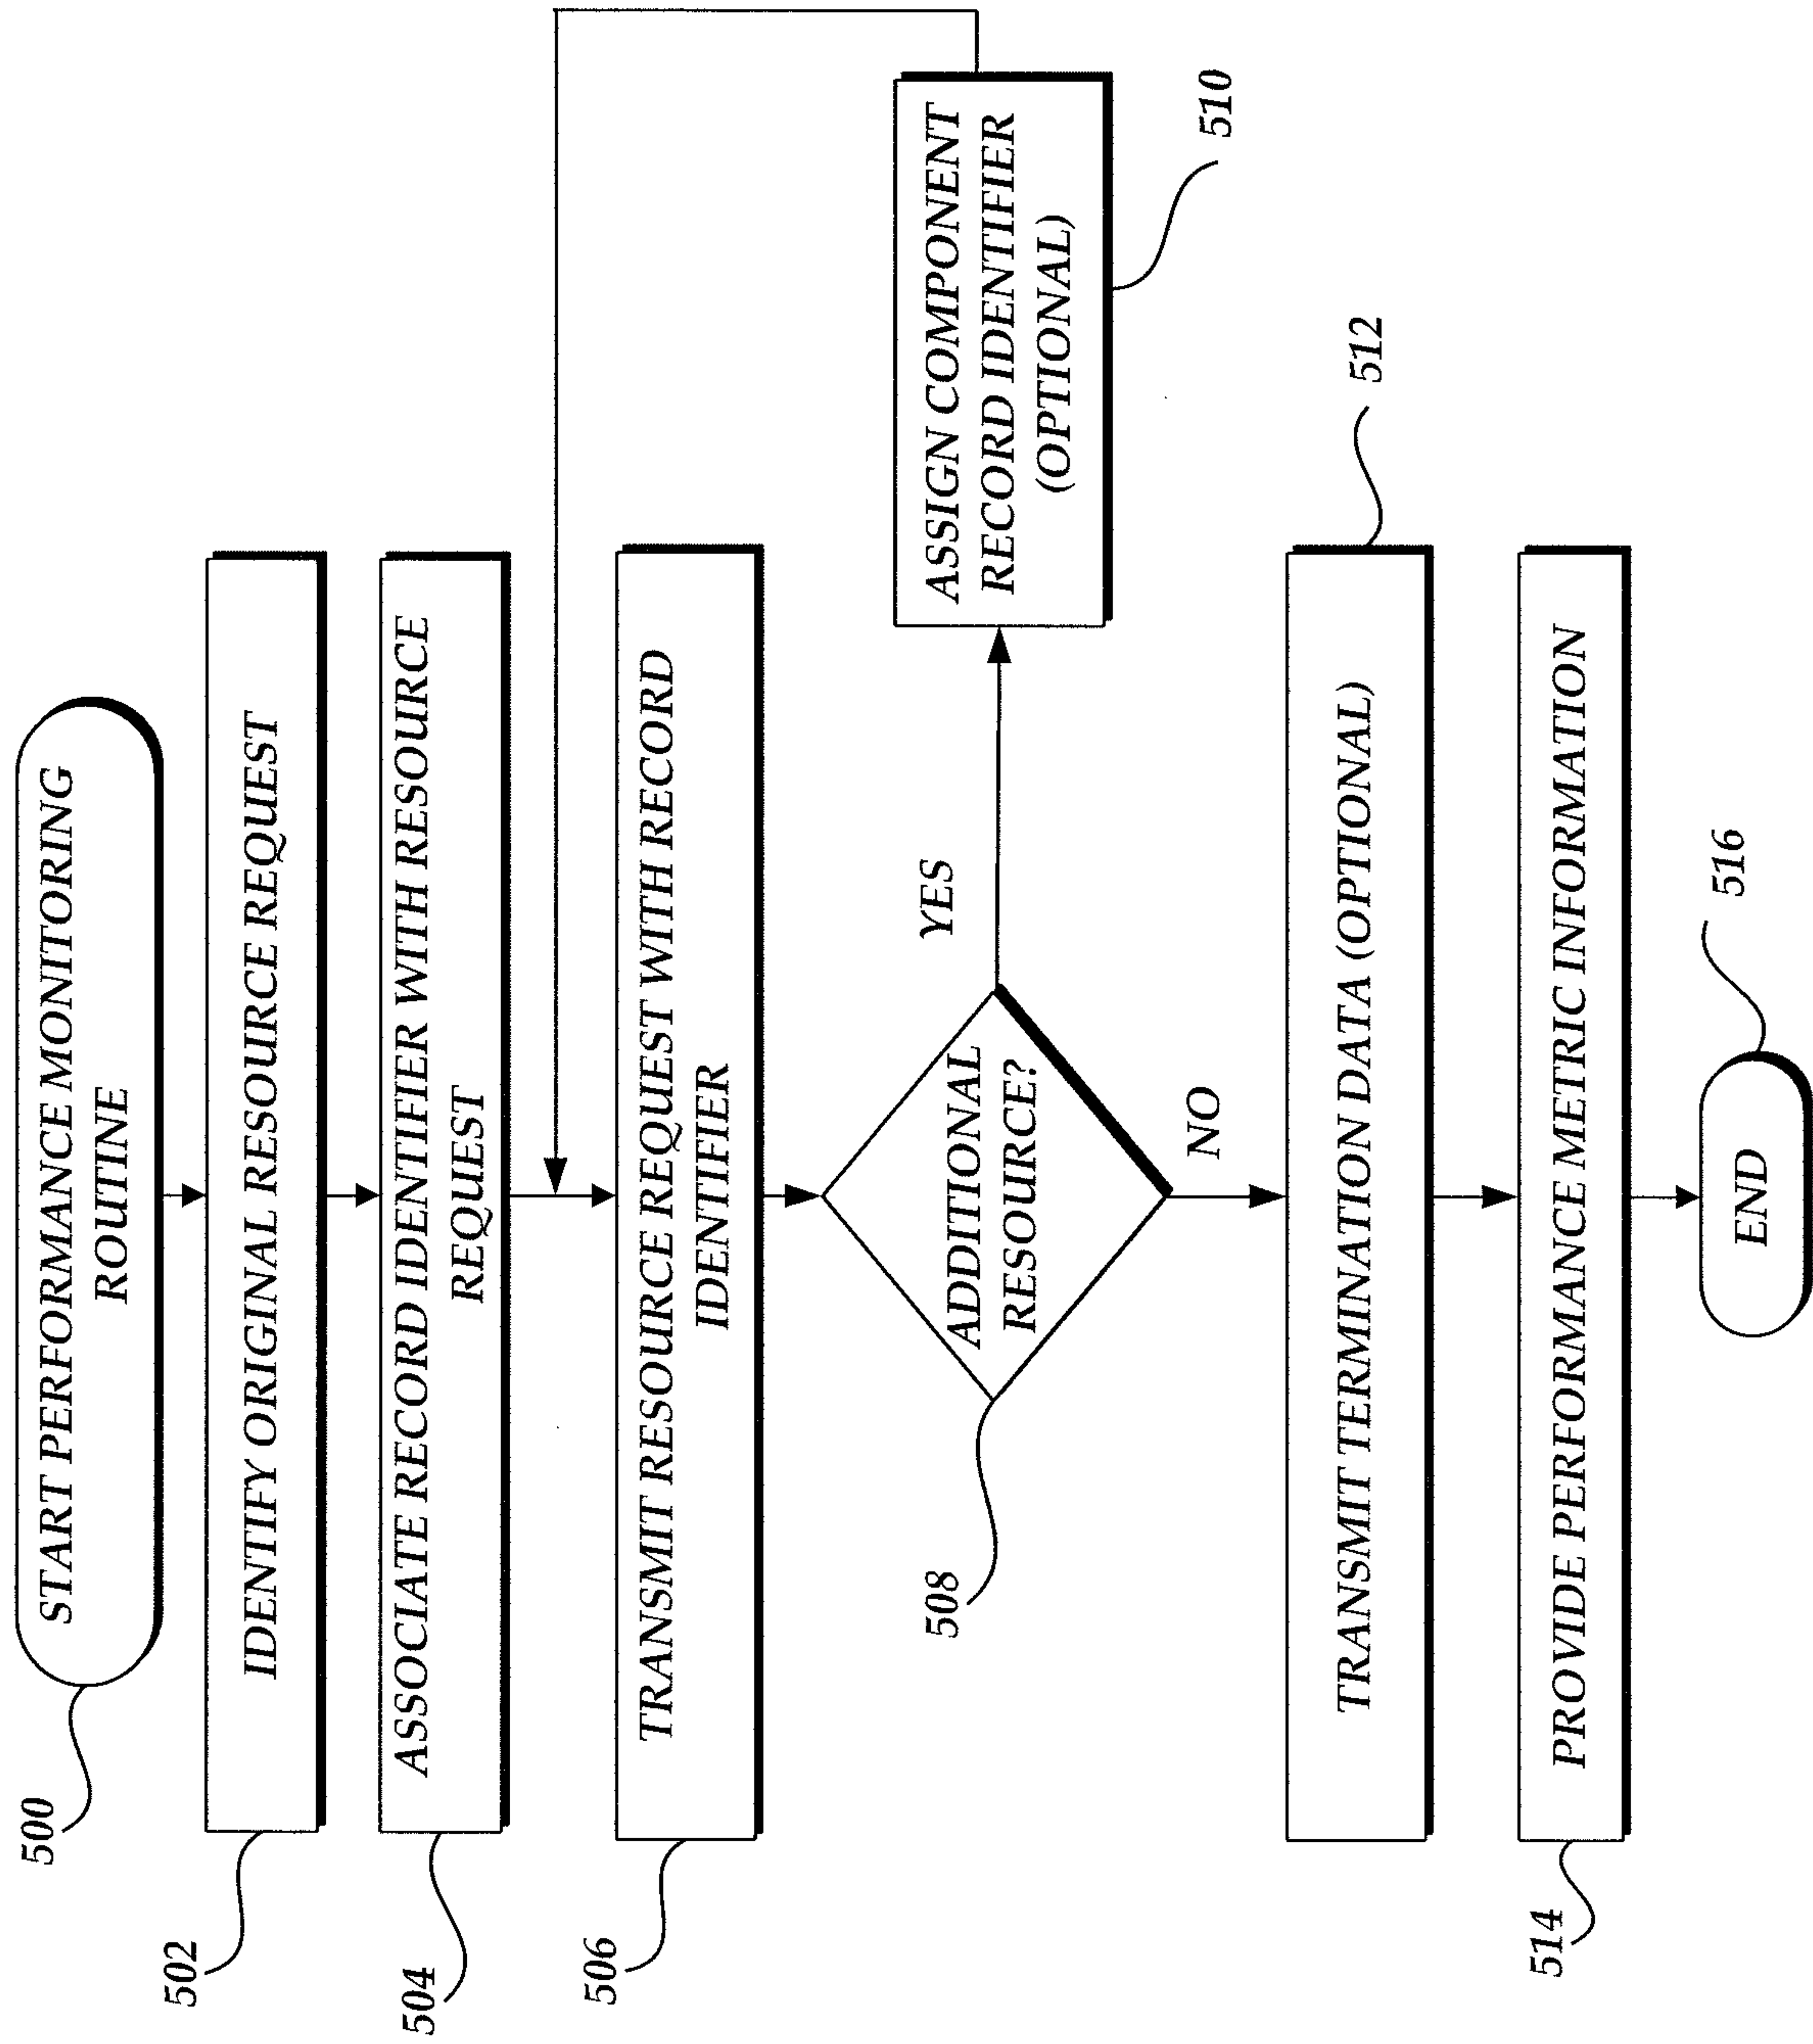 START PERFORMANCE MONITORING
ROUTINE
500
IDENTIFY ORIGINAL RESOURCE REQUEST
502
ASSOCIATE RECORD IDENTIFIER WITH RESOURCE
REQUEST
504
TRANSMIT RESOURCE REQUEST WITH RECORD
IDENTIFIER
506
ADDITIONAL
RESOURCE?
508
YES
ASSIGN COMPONENT
RECORD IDENTIFIER
(OPTIONAL)
510
NO
TRANSMIT TERMINATION DATA (OPTIONAL)
512
PROVIDE PERFORMANCE METRIC INFORMATION
514
END
516